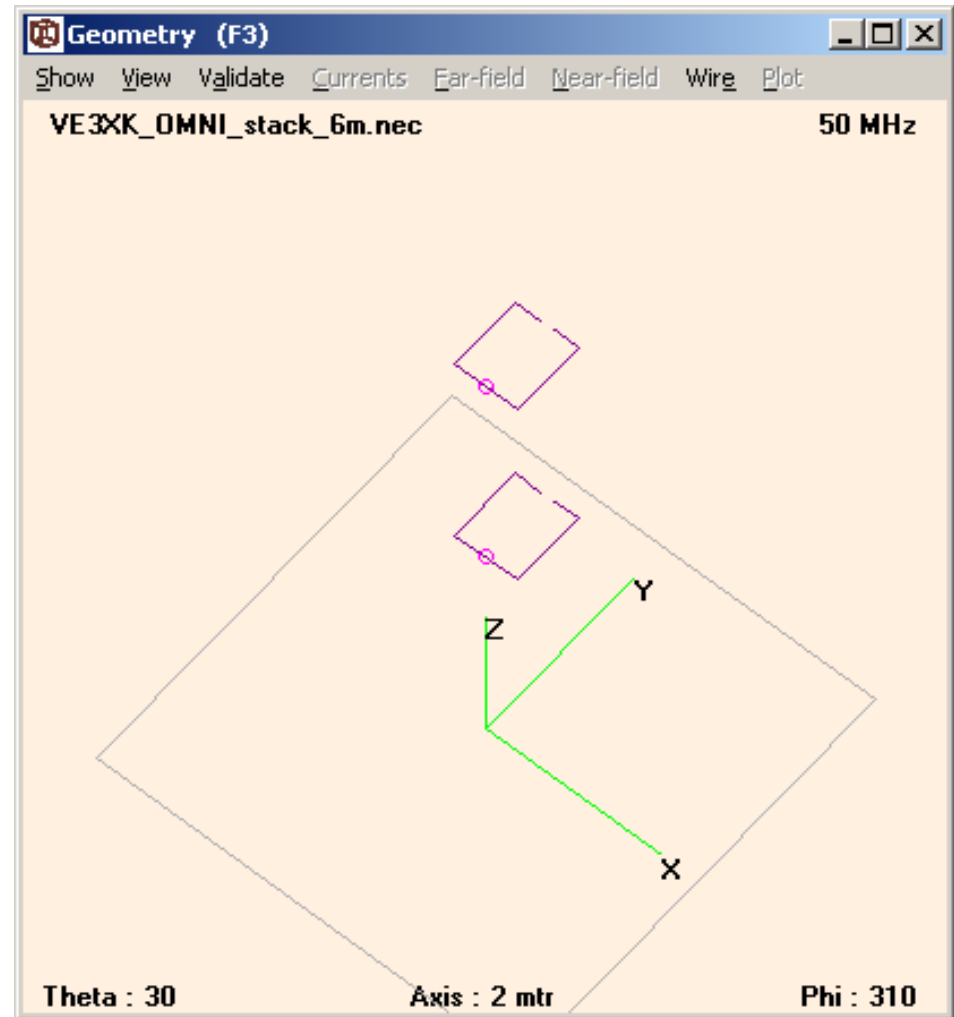 Geometry (F3)
Show View Validate Currents Far-field Near-field Wire Plot
VE3XK_OMNI_stack_6m.nec 50 MHz
Y
Z
X
Theta : 30 Axis : 2 mtr Phi : 310